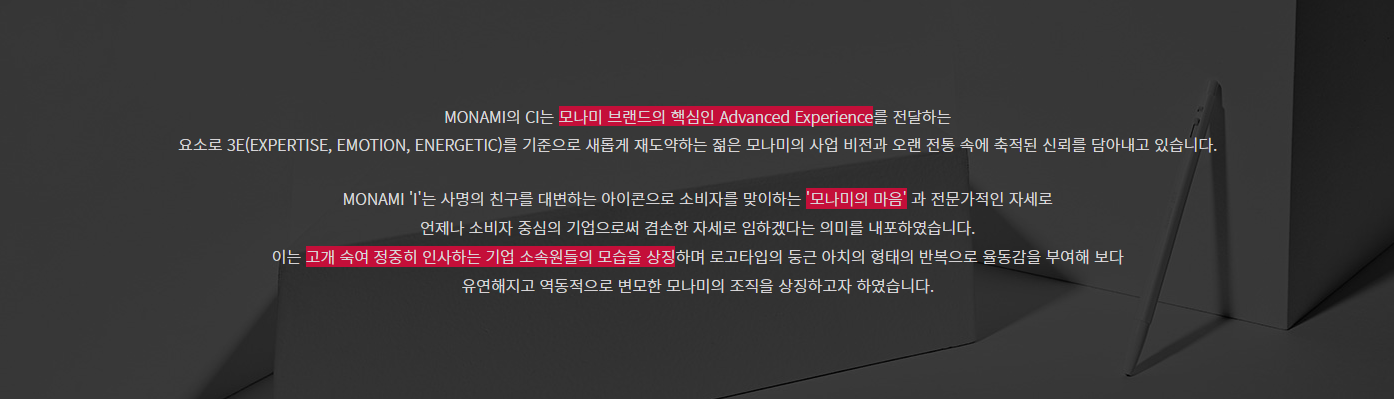 MONAMI의 CI는 모나미 브랜드의 핵심인 Advanced Experience를 전달하는
요소로 3E(EXPERTISE, EMOTION, ENERGETIC)를 기준으로 새롭게 재도약하는 젊은 모나미의 사업 비전과 오랜 전통 속에 축적된 신뢰를 담아내고 있습니다.
MONAMI 'I'는 사명의 친구를 대변하는 아이콘으로 소비자를 맞이하는 '모나미의 마음' 과 전문가적인 자세로
언제나 소비자 중심의 기업으로써 겸손한 자세로 임하겠다는 의미를 내포하였습니다.
이는 고개 숙여 정중히 인사하는 기업 소속원들의 모습을 상징하며 로고타입의 둥근 아치의 형태의 반복으로 율동감을 부여해 보다
유연해지고 역동적으로 변모한 모나미의 조직을 상징하고자 하였습니다.